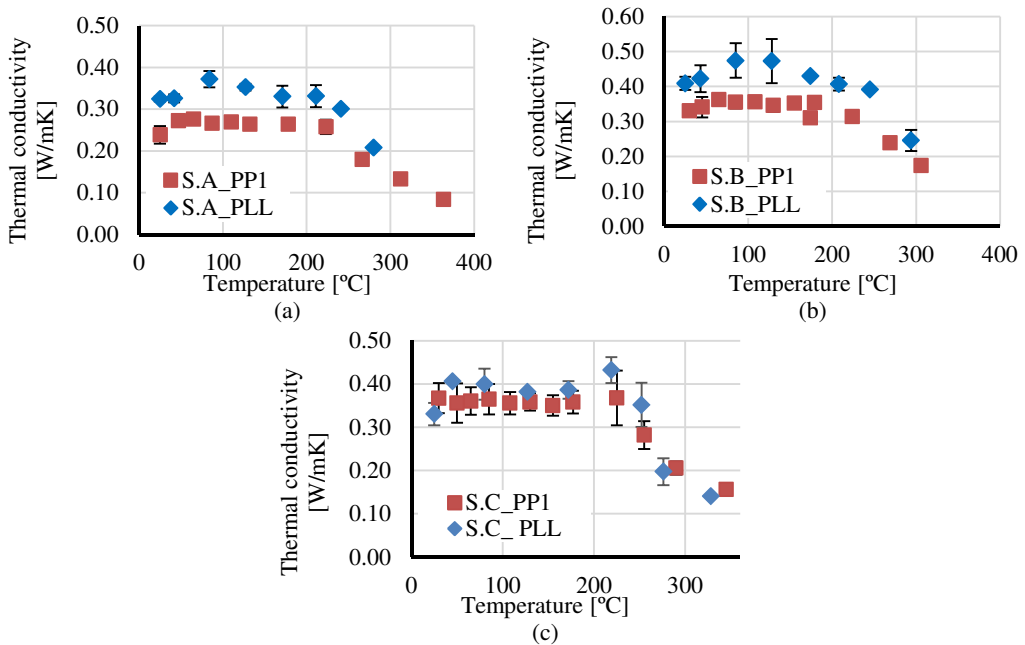 0.50
0.40
0.30
0.20
0.10
0.00
Thermal conductivity
[W/mK]
S.A_PP1
S.A_PLL
0 100 200 300 400
Temperature [ºC]
(a)
0.60
0.50
0.40
0.30
0.20
0.10
0.00
Thermal conductivity
[W/mK]
S.B_PP1
S.B_PLL
0 100 200 300 400
Temperature [ºC]
(b)
0.50
0.40
0.30
0.20
0.10
0.00
Thermal conductivity
[W/mK]
S.C_PP1
S.C_ PLL
0 100 200 300
Temperature [ºC]
(c)